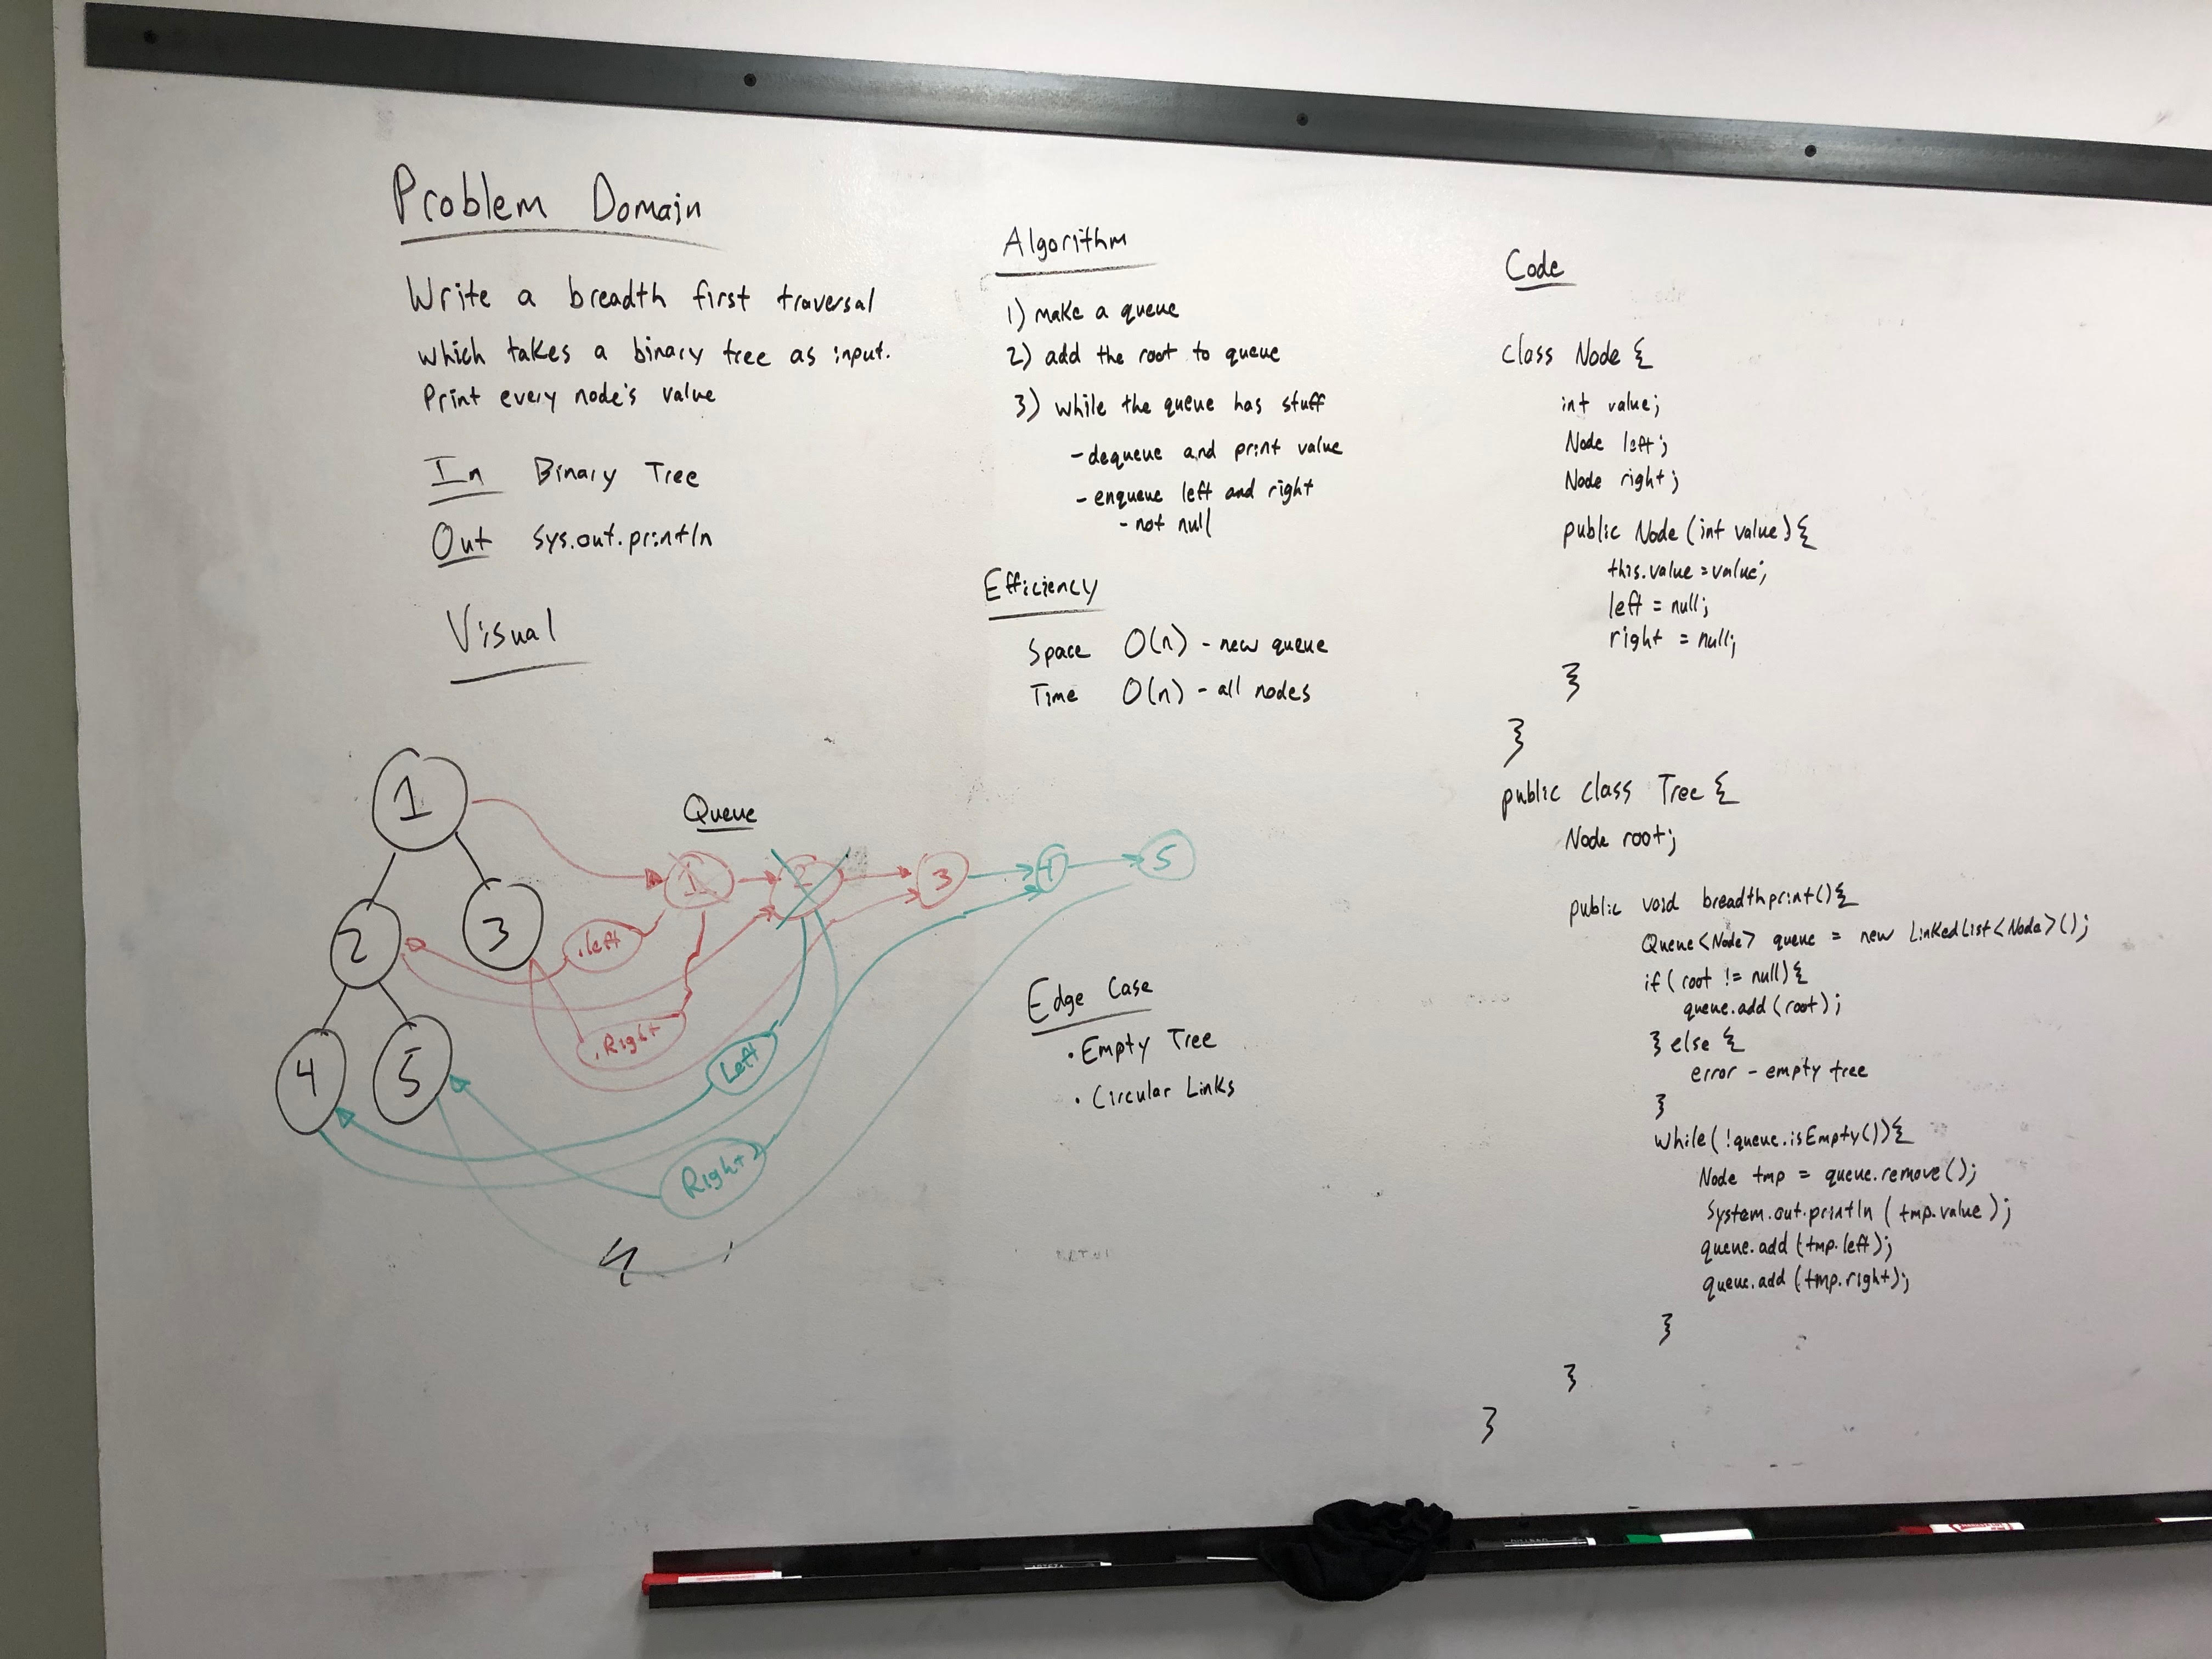 Problem Domain
Write a breadth first traversal
which takes a binary tree as input.
Print every node's value
In Binary Tree
Out Sys.out.println
Visual
1
2
3
4
5
Queue
1
2
3
4
5
.left
.Right
Left
Right
Algorithm
1) make a queue
2) add the root to queue
3) while the queue has stuff
- dequeue and print value
- enqueue left and right
- not null
Efficiency
Space O(n) - new queue
Time O(n) - all nodes
Edge Case
• Empty Tree
• Circular Links
Code
class Node {
int value;
Node left;
Node right;
public Node (int value) {
this.value = value;
left = null;
right = null;
}
}
public class Tree {
Node root;
public void breadthprint() {
Queue<Node> queue = new LinkedList<Node>();
if (root != null) {
queue.add(root);
} else {
error - empty tree
}
while(!queue.isEmpty()) {
Node tmp = queue.remove();
System.out.println(tmp.value);
queue.add(tmp.left);
queue.add(tmp.right);
}
}
}